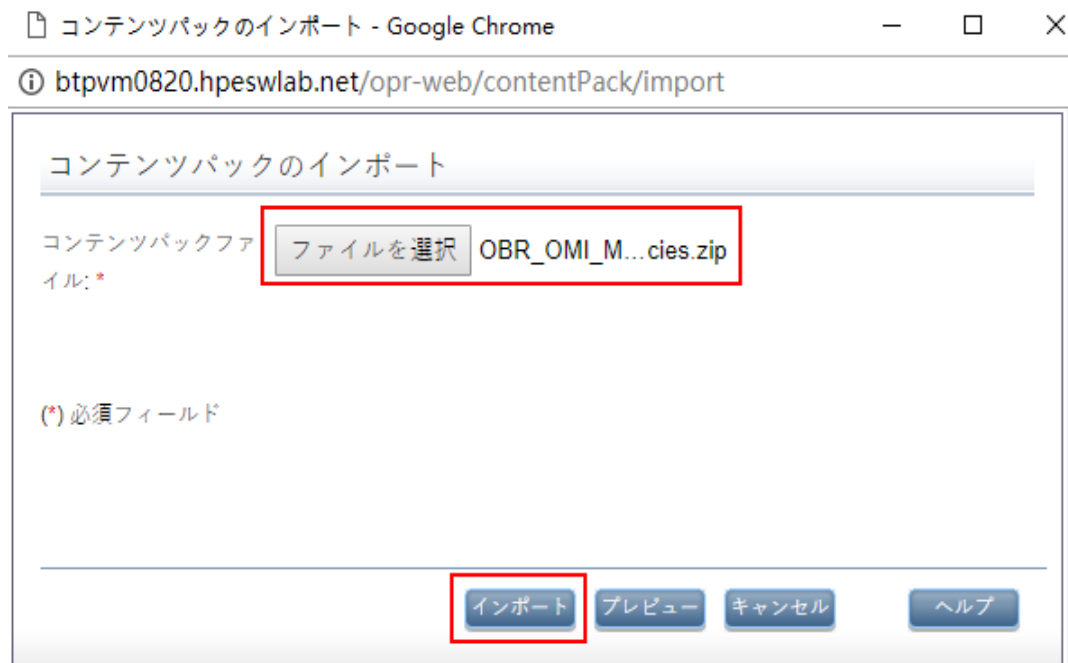 コンテンツパックのインポート - Google Chrome
btpvm0820.hpeswlab.net/opr-web/contentPack/import
コンテンツパックのインポート
コンテンツパックファ
イル: *
ファイルを選択 OBR_OMI_M...cies.zip
(*) 必須フィールド
インポート プレビュー キャンセル ヘルプ